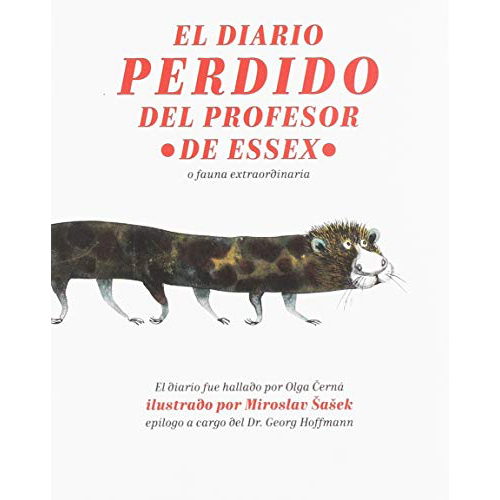 EL DIARIO
PERDIDO
DEL PROFESOR
• DE ESSEX •
o fauna extraordinaria
El diario fue hallado por Olga Černá
ilustrado por Miroslav Šašek
epílogo a cargo del Dr. Georg Hoffmann